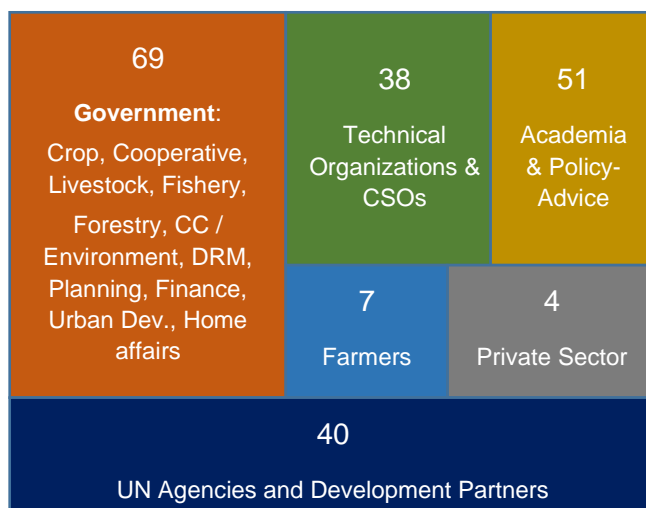 69
Government:
Crop, Cooperative,
Livestock, Fishery,
Forestry, CC /
Environment, DRM,
Planning, Finance,
Urban Dev., Home
affairs
38
Technical
Organizations &
CSOs
51
Academia
& Policy-
Advice
7
Farmers
4
Private Sector
40
UN Agencies and Development Partners